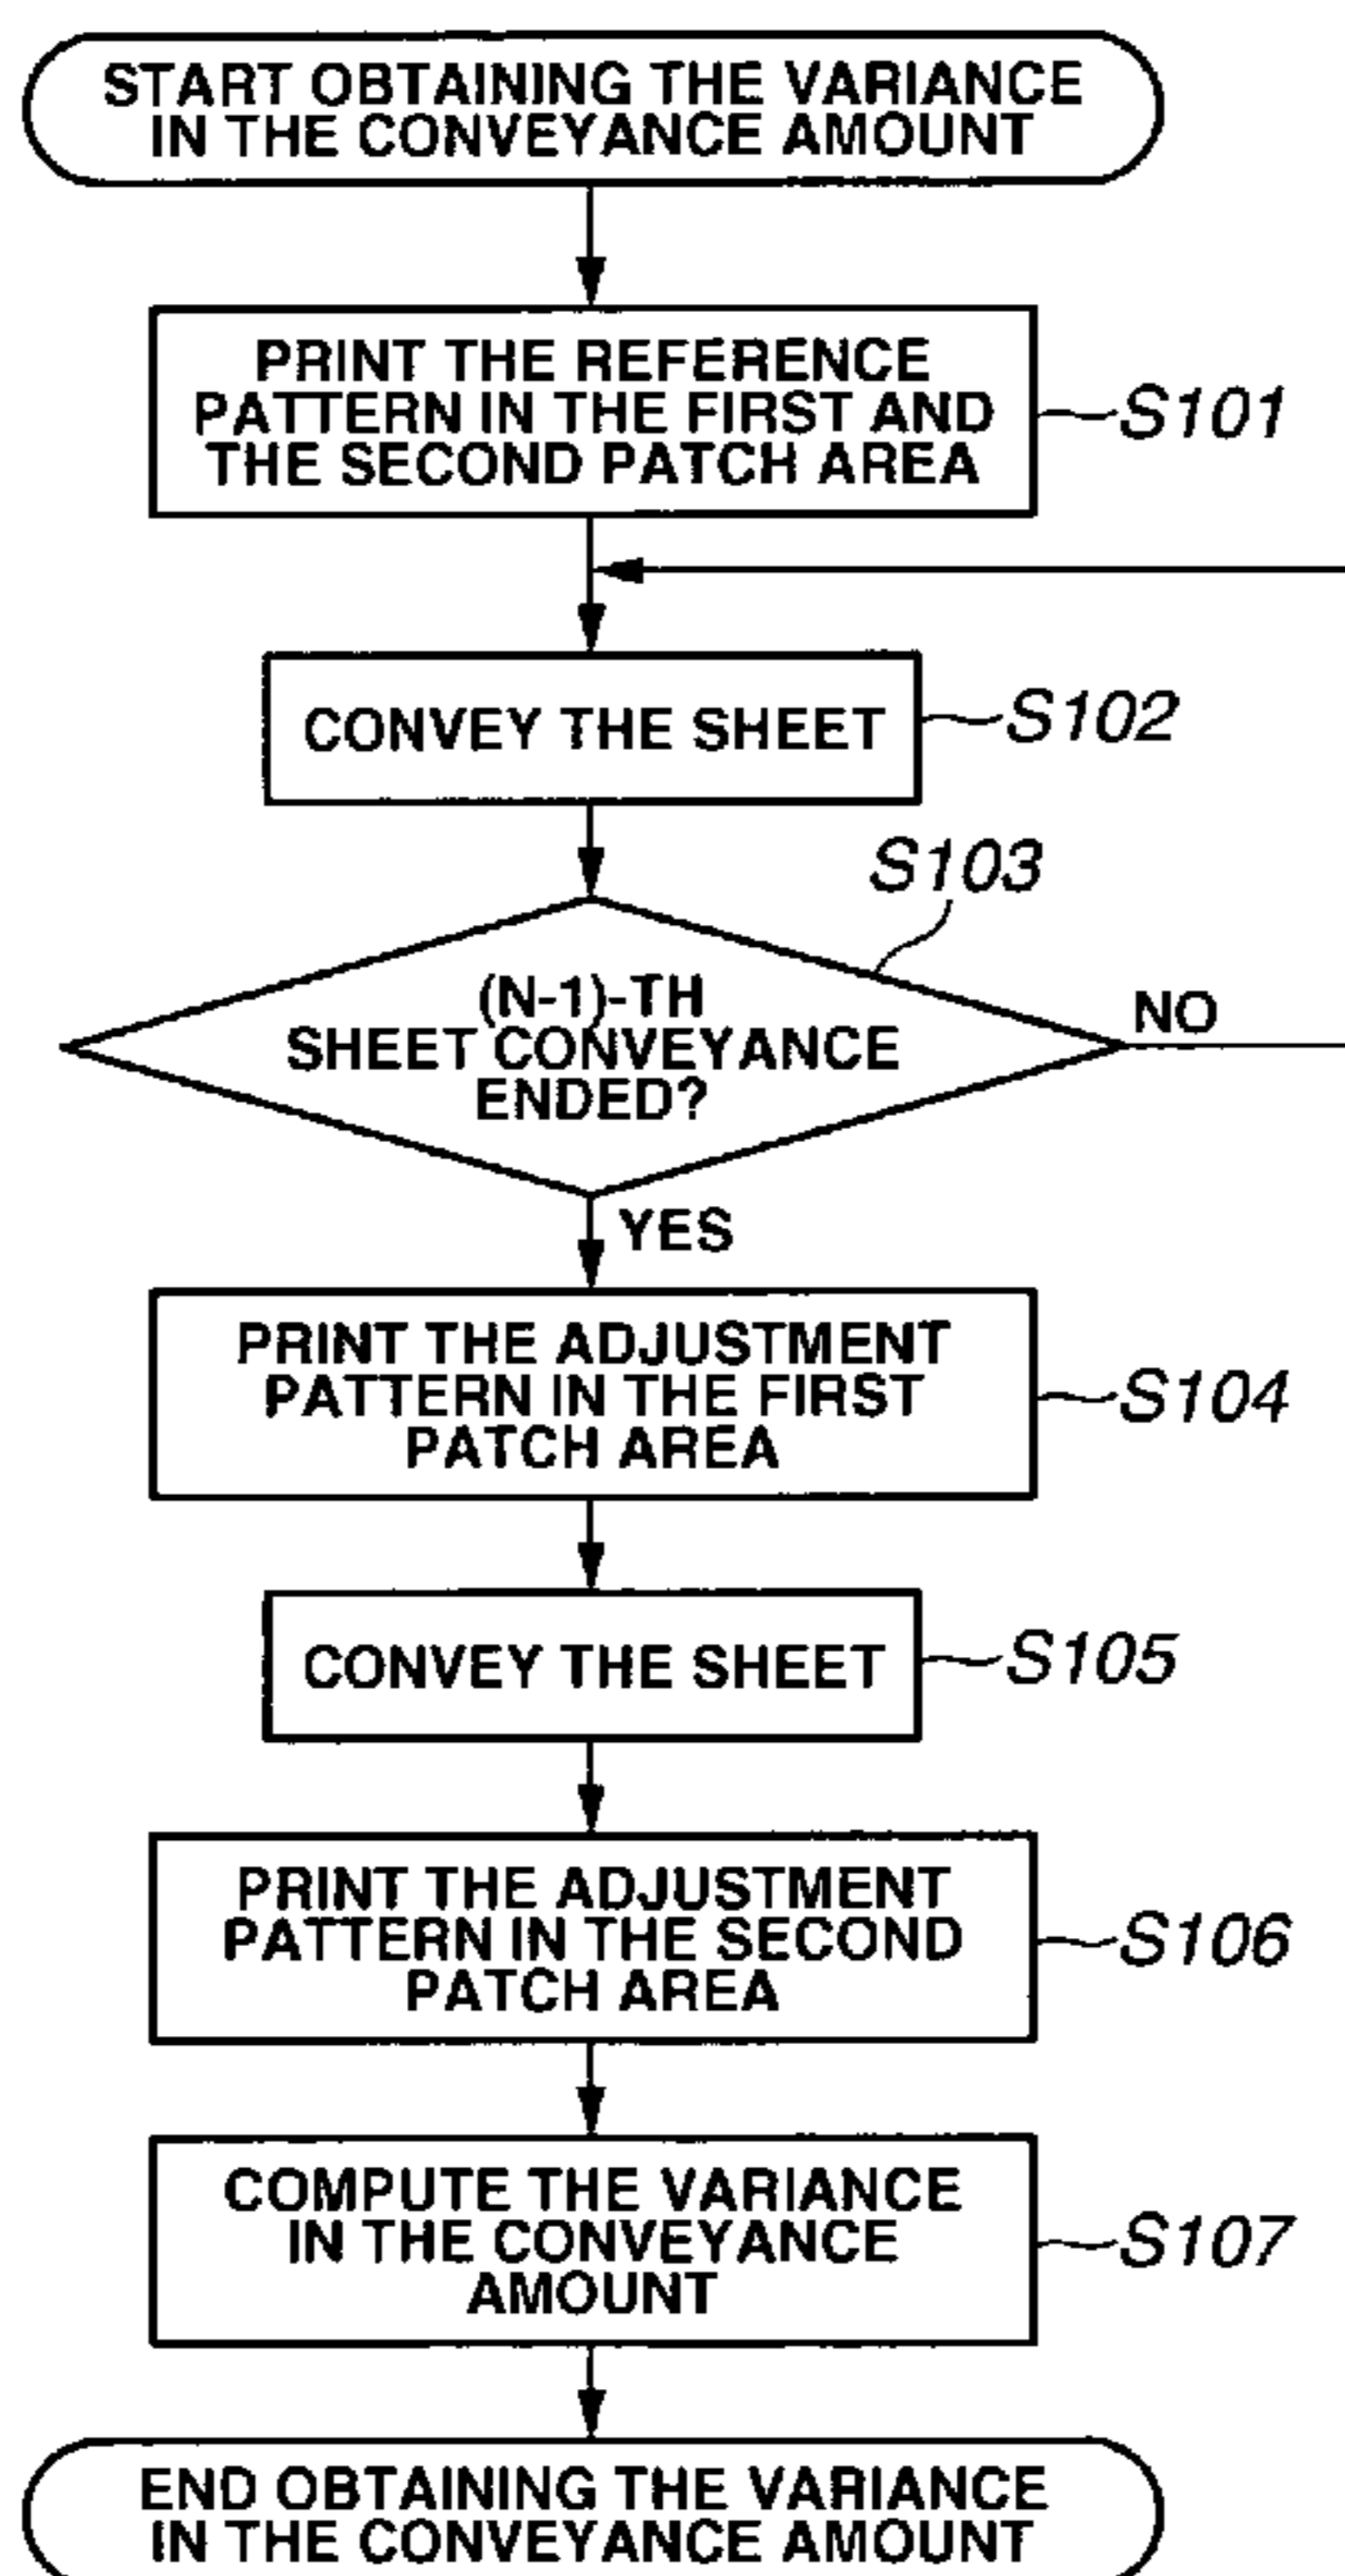 START OBTAINING THE VARIANCE
IN THE CONVEYANCE AMOUNT
PRINT THE REFERENCE
PATTERN IN THE FIRST AND
THE SECOND PATCH AREA
S101
CONVEY THE SHEET
S102
S103
(N-1)-TH
SHEET CONVEYANCE
ENDED?
NO
YES
PRINT THE ADJUSTMENT
PATTERN IN THE FIRST
PATCH AREA
S104
CONVEY THE SHEET
S105
PRINT THE ADJUSTMENT
PATTERN IN THE SECOND
PATCH AREA
S106
COMPUTE THE VARIANCE
IN THE CONVEYANCE
AMOUNT
S107
END OBTAINING THE VARIANCE
IN THE CONVEYANCE AMOUNT